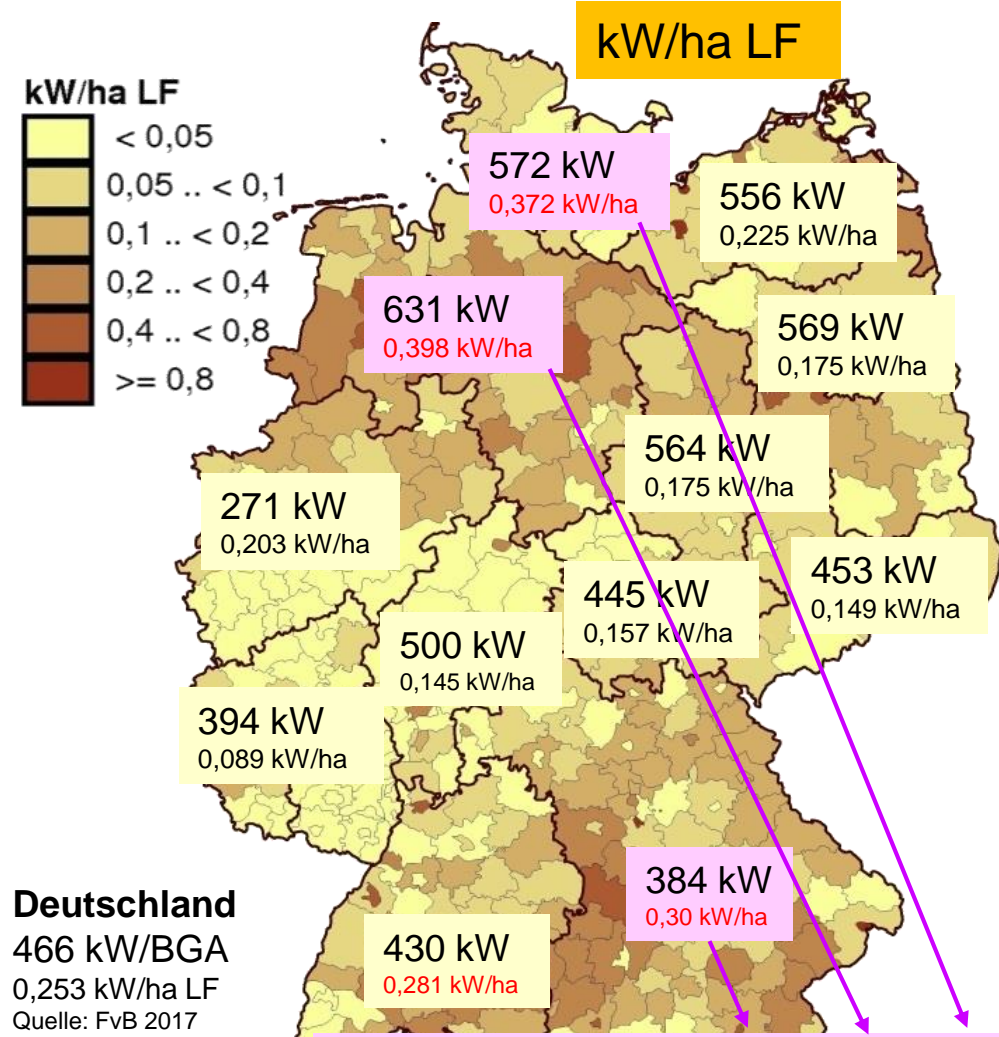 kW/ha LF
kW/ha LF
< 0,05
0,05 .. < 0,1
0,1 .. < 0,2
0,2 .. < 0,4
0,4 .. < 0,8
>= 0,8
572 kW
0,372 kW/ha
556 kW
0,225 kW/ha
631 kW
0,398 kW/ha
569 kW
0,175 kW/ha
564 kW
0,175 kW/ha
271 kW
0,203 kW/ha
453 kW
0,149 kW/ha
445 kW
0,157 kW/ha
500 kW
0,145 kW/ha
394 kW
0,089 kW/ha
384 kW
0,30 kW/ha
430 kW
0,281 kW/ha
Deutschland
466 kW/BGA
0,253 kW/ha LF
Quelle: FvB 2017